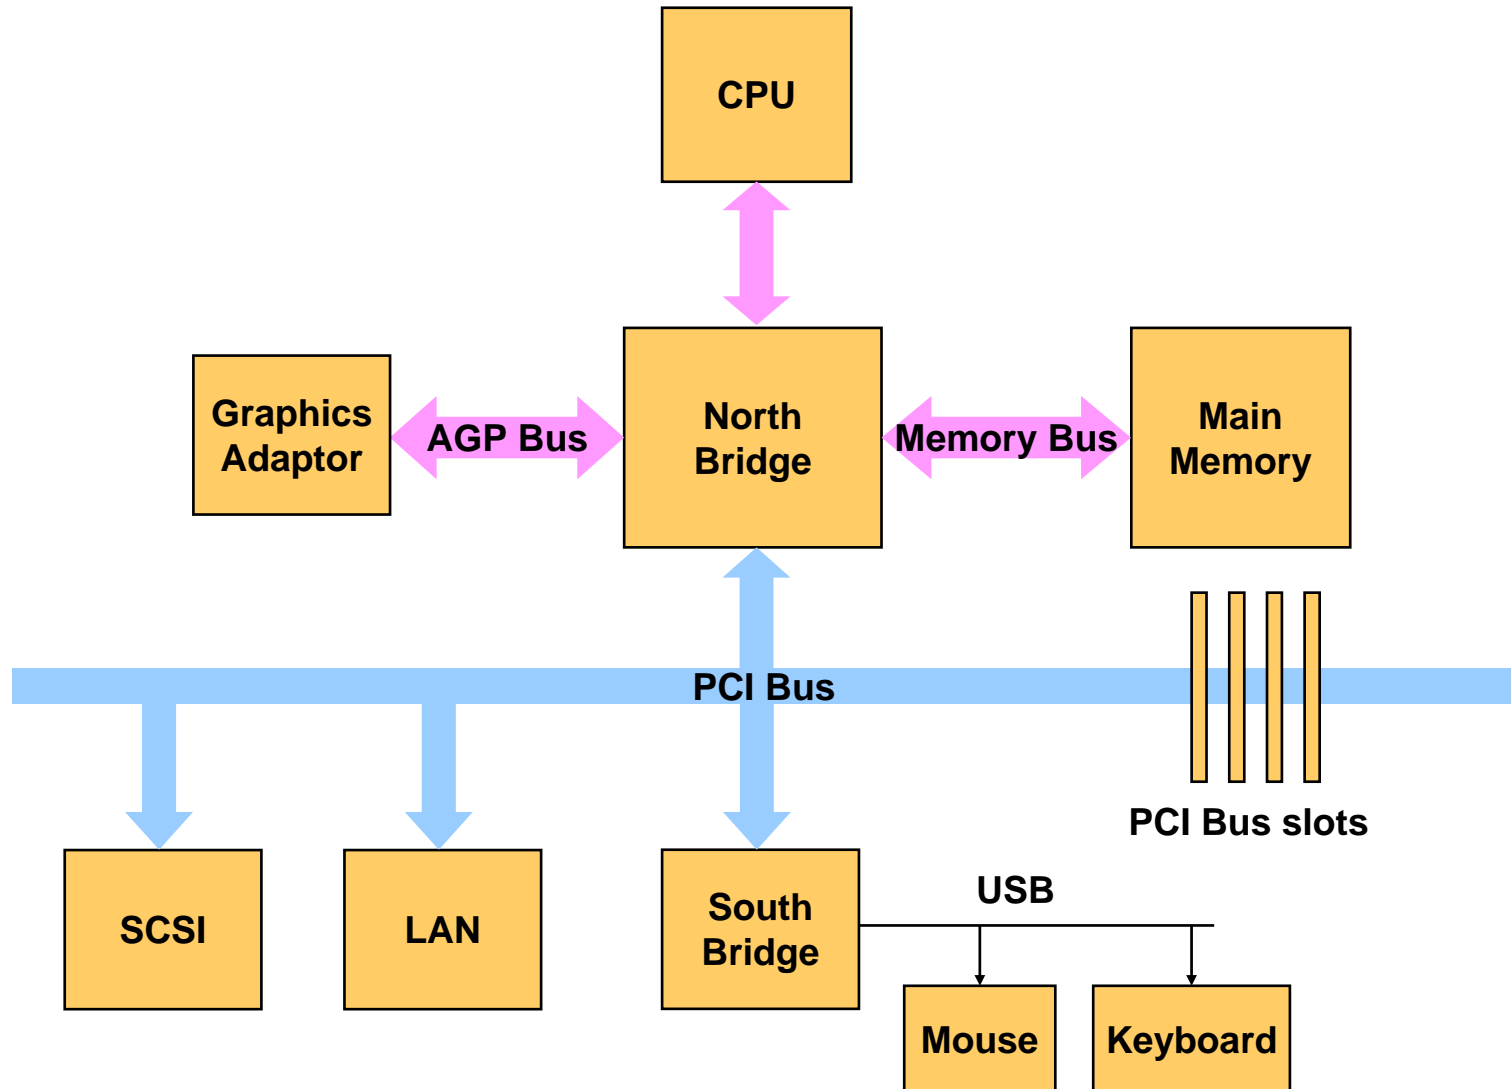 CPU
Graphics
Adaptor
AGP Bus
North
Bridge
Memory Bus
Main
Memory
PCI Bus
PCI Bus slots
SCSI
LAN
South
Bridge
USB
Mouse
Keyboard